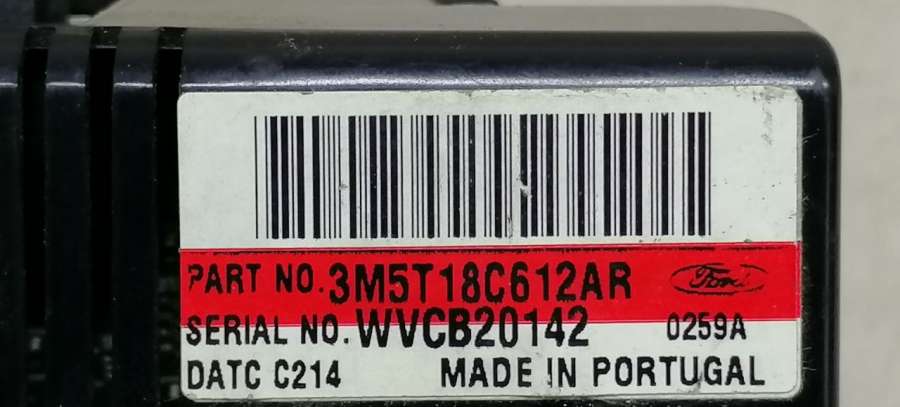 PART NO. 3M5T18C612AR Ford
SERIAL NO. WVCB20142 0259A
DATC C214 MADE IN PORTUGAL